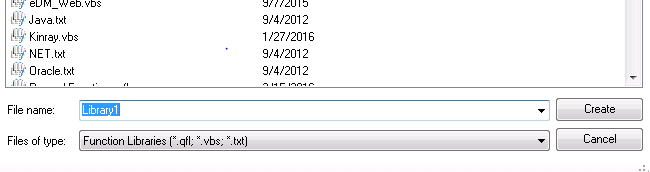 eDM_Web.vbs 9/7/2015
Java.txt 9/4/2012
Kinray.vbs 1/27/2016
NET.txt 9/4/2012
Oracle.txt 9/4/2012
File name: Library1 Create
Files of type: Function Libraries (*.qfl; *.vbs; *.txt) Cancel